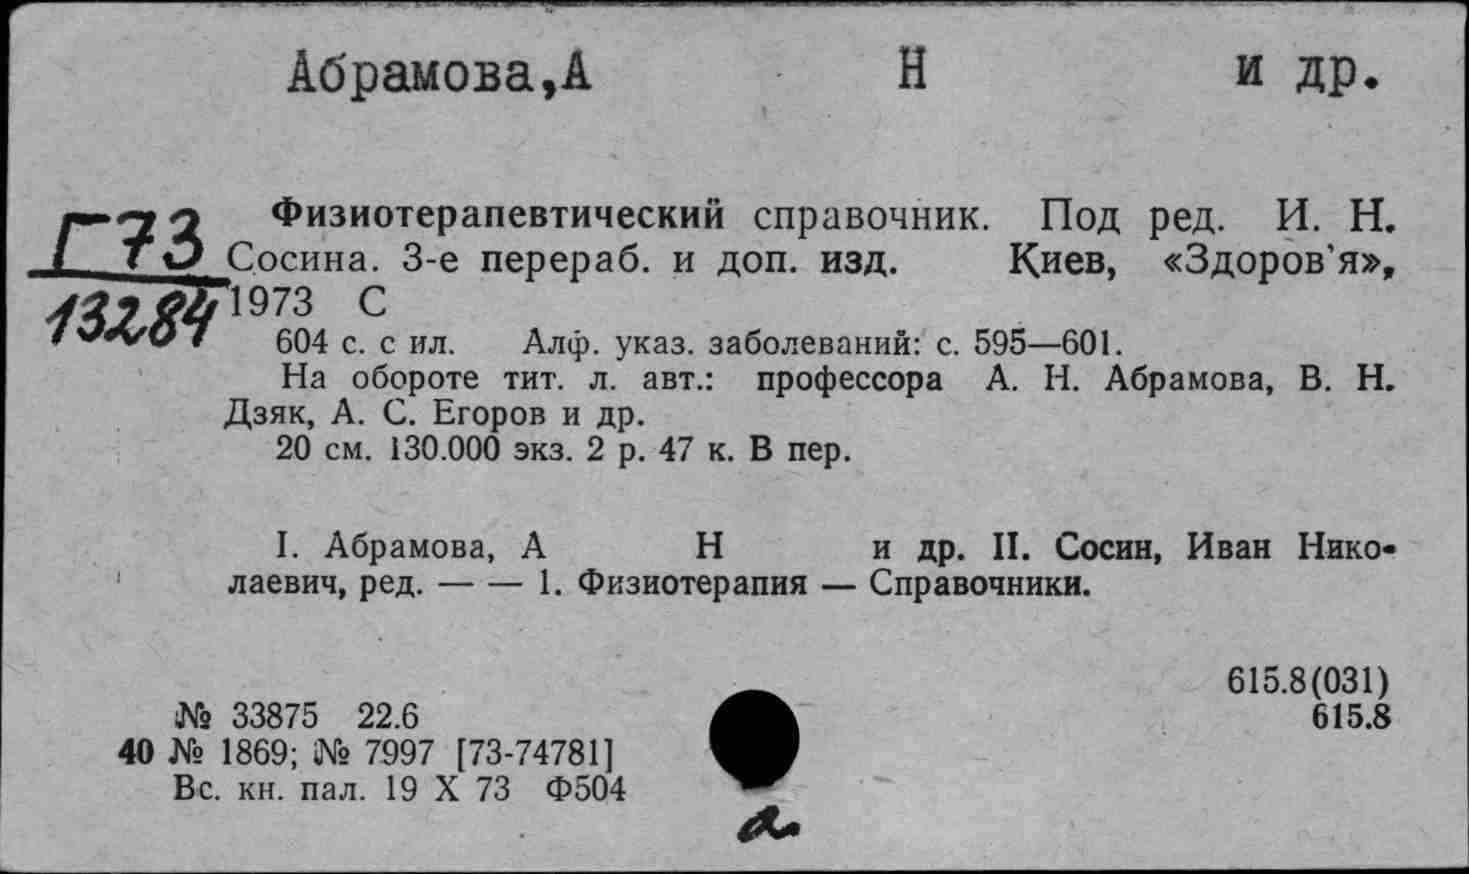 Абрамова,А Н и др.
Г73
13284
Физиотерапевтический справочник. Под ред. И. Н.
Сосина. 3-е перераб. и доп. изд. Киев, «Здоров'я»,
1973 С
604 с. с ил. Алф. указ. заболеваний: с. 595—601.
На обороте тит. л. авт.: профессора А. Н. Абрамова, В. Н.
Дзяк, А. С. Егоров и др.
20 см. 130.000 экз. 2 р. 47 к. В пер.
I. Абрамова, А Н и др. II. Сосин, Иван Нико-
лаевич, ред. — — 1. Физиотерапия — Справочники.
615.8(031)
615.8
№ 33875 22.6
40 № 1869; № 7997 [73-74781]
Вс. кн. пал. 19 X 73 Ф504